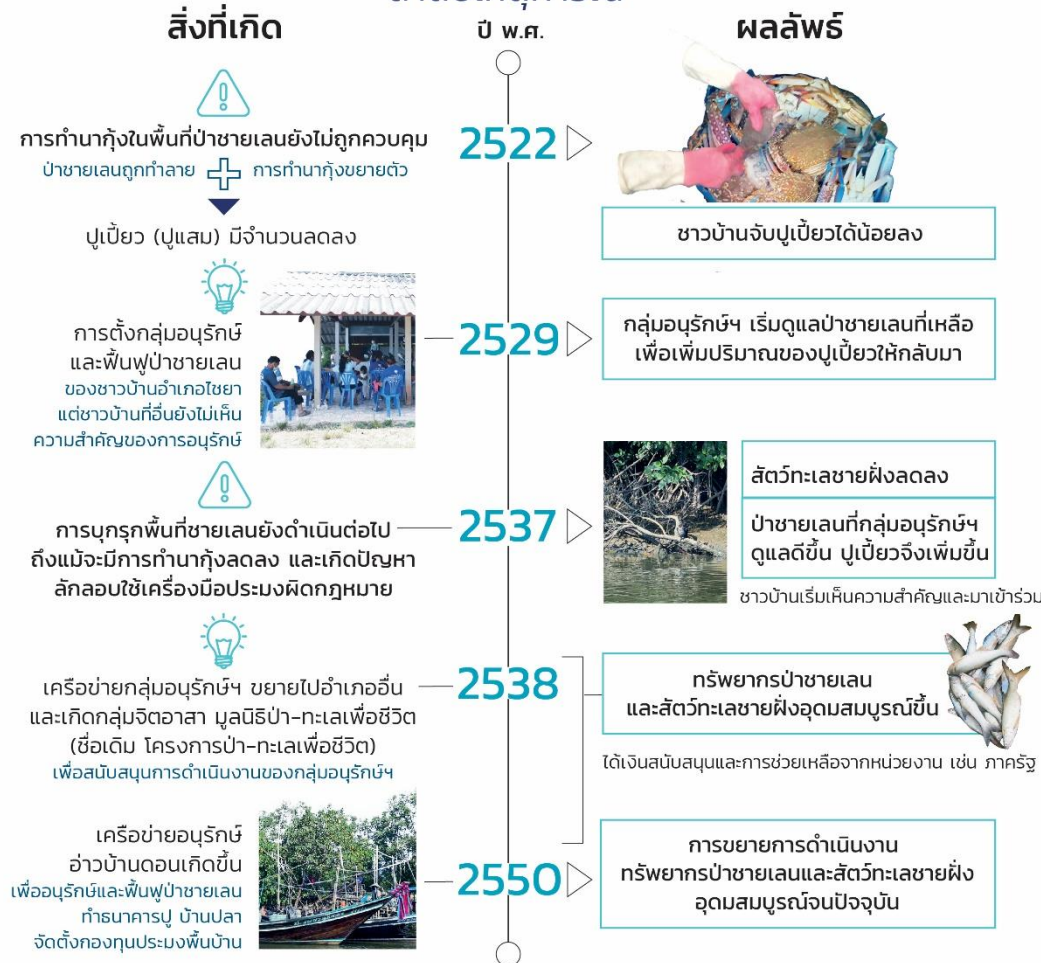 สิ่งที่เกิด
ปี พ.ศ.
ผลลัพธ์
การทำนากุ้งในพื้นที่ป่าชายเลนยังไม่ถูกควบคุม
ป่าชายเลนถูกทำลาย
การทำนากุ้งขยายตัว
ปูเปี้ยว (ปูแสม) มีจำนวนลดลง
2522
ชาวบ้านจับปูเปี้ยวได้น้อยลง
การตั้งกลุ่มอนุรักษ์
และฟื้นฟูป่าชายเลน
ของชาวบ้านอำเภอไชยา
แต่ชาวบ้านที่อื่นยังไม่เห็น
ความสำคัญของการอนุรักษ์
2529
กลุ่มอนุรักษ์ฯ เริ่มดูแลป่าชายเลนที่เหลือ
เพื่อเพิ่มปริมาณของปูเปี้ยวให้กลับมา
การบุกรุกพื้นที่ชายเลนยังดำเนินต่อไป
ถึงแม้จะมีการทำนากุ้งลดลง และเกิดปัญหา
ลักลอบใช้เครื่องมือประมงผิดกฎหมาย
2537
สัตว์ทะเลชายฝั่งลดลง
ป่าชายเลนที่กลุ่มอนุรักษ์ฯ
ดูแลดีขึ้น ปูเปี้ยวจึงเพิ่มขึ้น
ชาวบ้านเริ่มเห็นความสำคัญและมาเข้าร่วม
เครือข่ายกลุ่มอนุรักษ์ฯ ขยายไปอำเภออื่น
และเกิดกลุ่มจิตอาสา มูลนิธิป่า-ทะเลเพื่อชีวิต
(ชื่อเดิม โครงการป่า-ทะเลเพื่อชีวิต)
เพื่อสนับสนุนการดำเนินงานของกลุ่มอนุรักษ์ฯ
2538
ทรัพยากรป่าชายเลน
และสัตว์ทะเลชายฝั่งอุดมสมบูรณ์ขึ้น
ได้เงินสนับสนุนและการช่วยเหลือจากหน่วยงาน เช่น ภาครัฐ
เครือข่ายอนุรักษ์
อ่าวบ้านดอนเกิดขึ้น
เพื่ออนุรักษ์และฟื้นฟูป่าชายเลน
ทำธนาคารปู บ้านปลา
จัดตั้งกองทุนประมงพื้นบ้าน
2550
การขยายการดำเนินงาน
ทรัพยากรป่าชายเลนและสัตว์ทะเลชายฝั่ง
อุดมสมบูรณ์จนปัจจุบัน